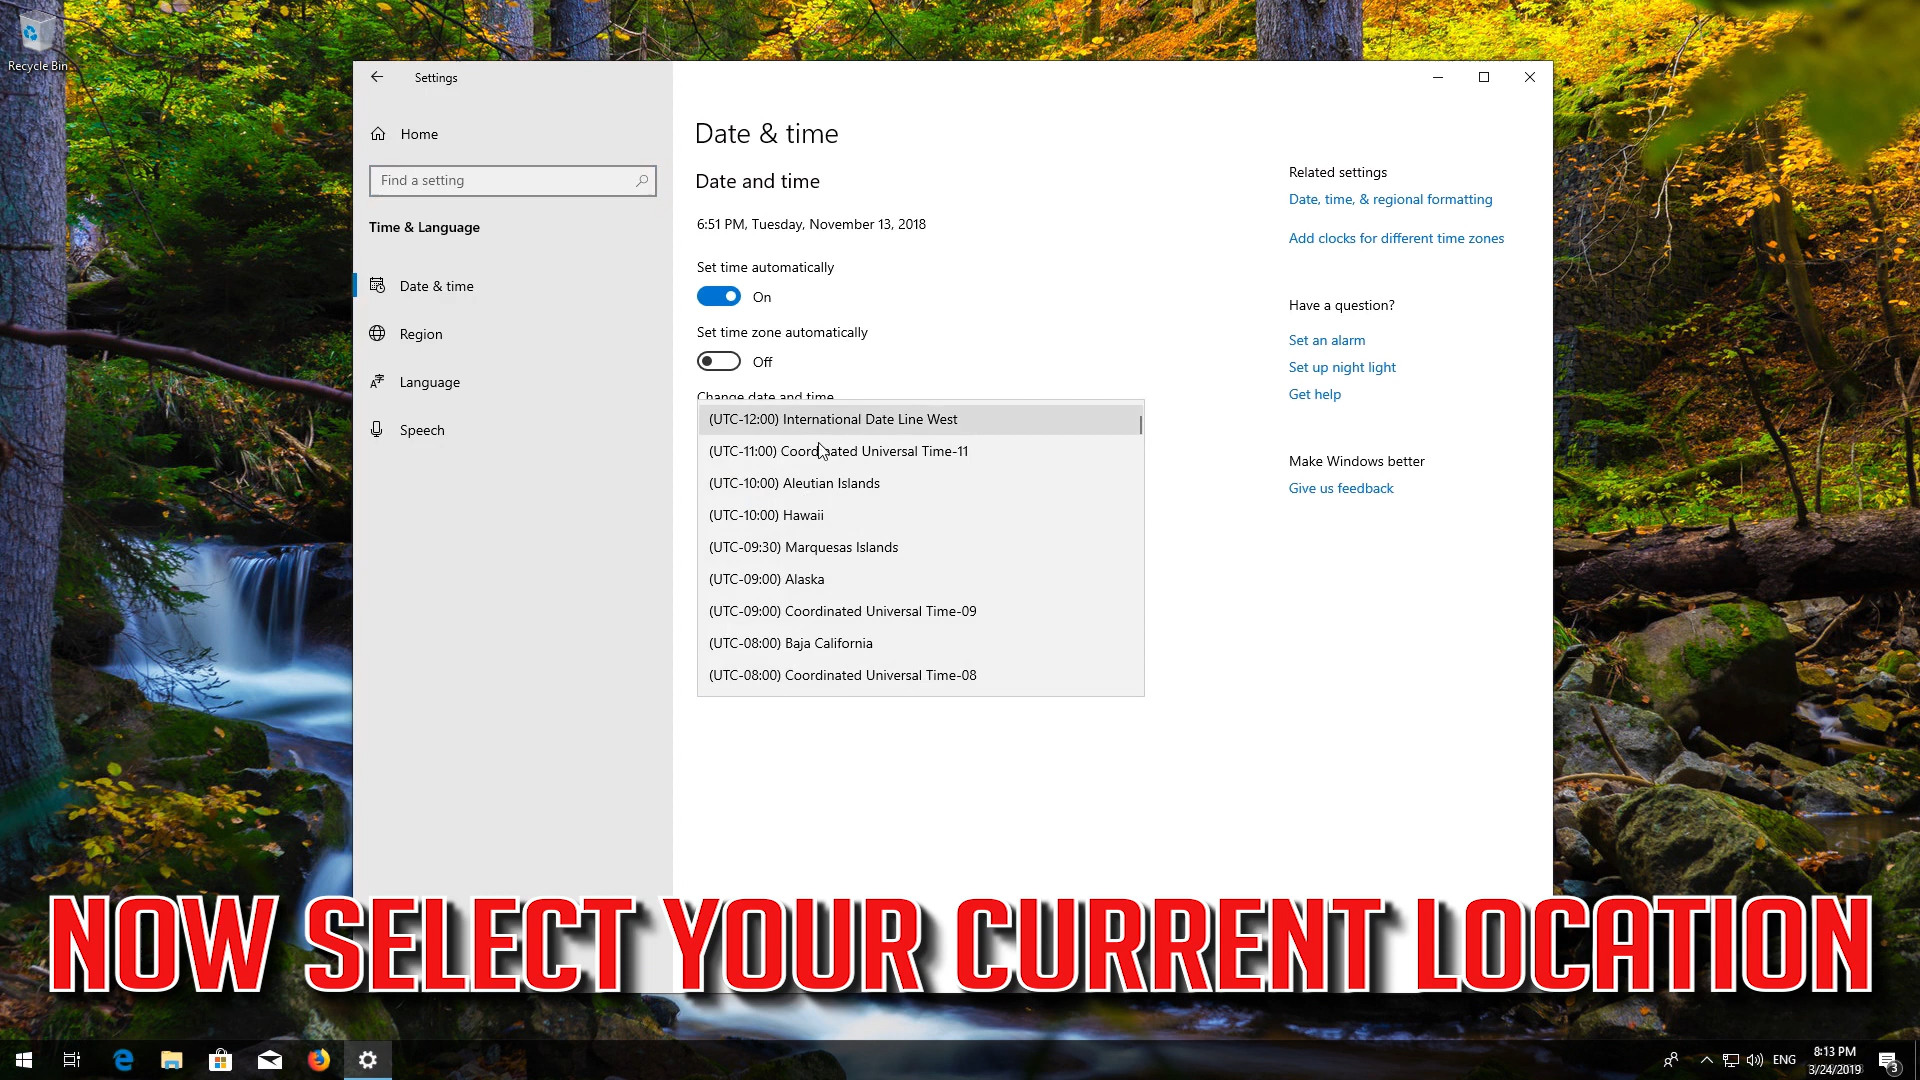 Recycle Bin
Settings
Home
Find a setting
Time & Language
Date & time
Region
Language
Speech
Date & time
Date and time
6:51 PM, Tuesday, November 13, 2018
Set time automatically
On
Set time zone automatically
Off
Change date and time
(UTC-12:00) International Date Line West
(UTC-11:00) Coordinated Universal Time-11
(UTC-10:00) Aleutian Islands
(UTC-10:00) Hawaii
(UTC-09:30) Marquesas Islands
(UTC-09:00) Alaska
(UTC-09:00) Coordinated Universal Time-09
(UTC-08:00) Baja California
(UTC-08:00) Coordinated Universal Time-08
Related settings
Date, time, & regional formatting
Add clocks for different time zones
Have a question?
Set an alarm
Set up night light
Get help
Make Windows better
Give us feedback
NOW SELECT YOUR CURRENT LOCATION
ENG
8:13 PM
3/24/2019
3